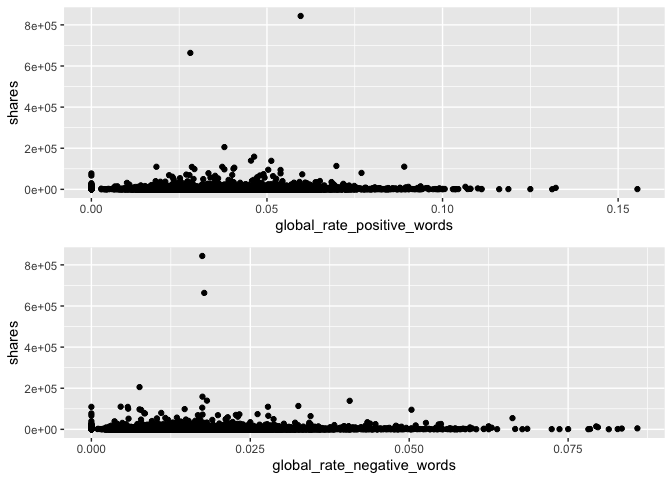 8e+05
6e+05
4e+05
2e+05
0e+00
shares
0.00 0.05 0.10 0.15
global_rate_positive_words
8e+05
6e+05
4e+05
2e+05
0e+00
shares
0.000 0.025 0.050 0.075
global_rate_negative_words